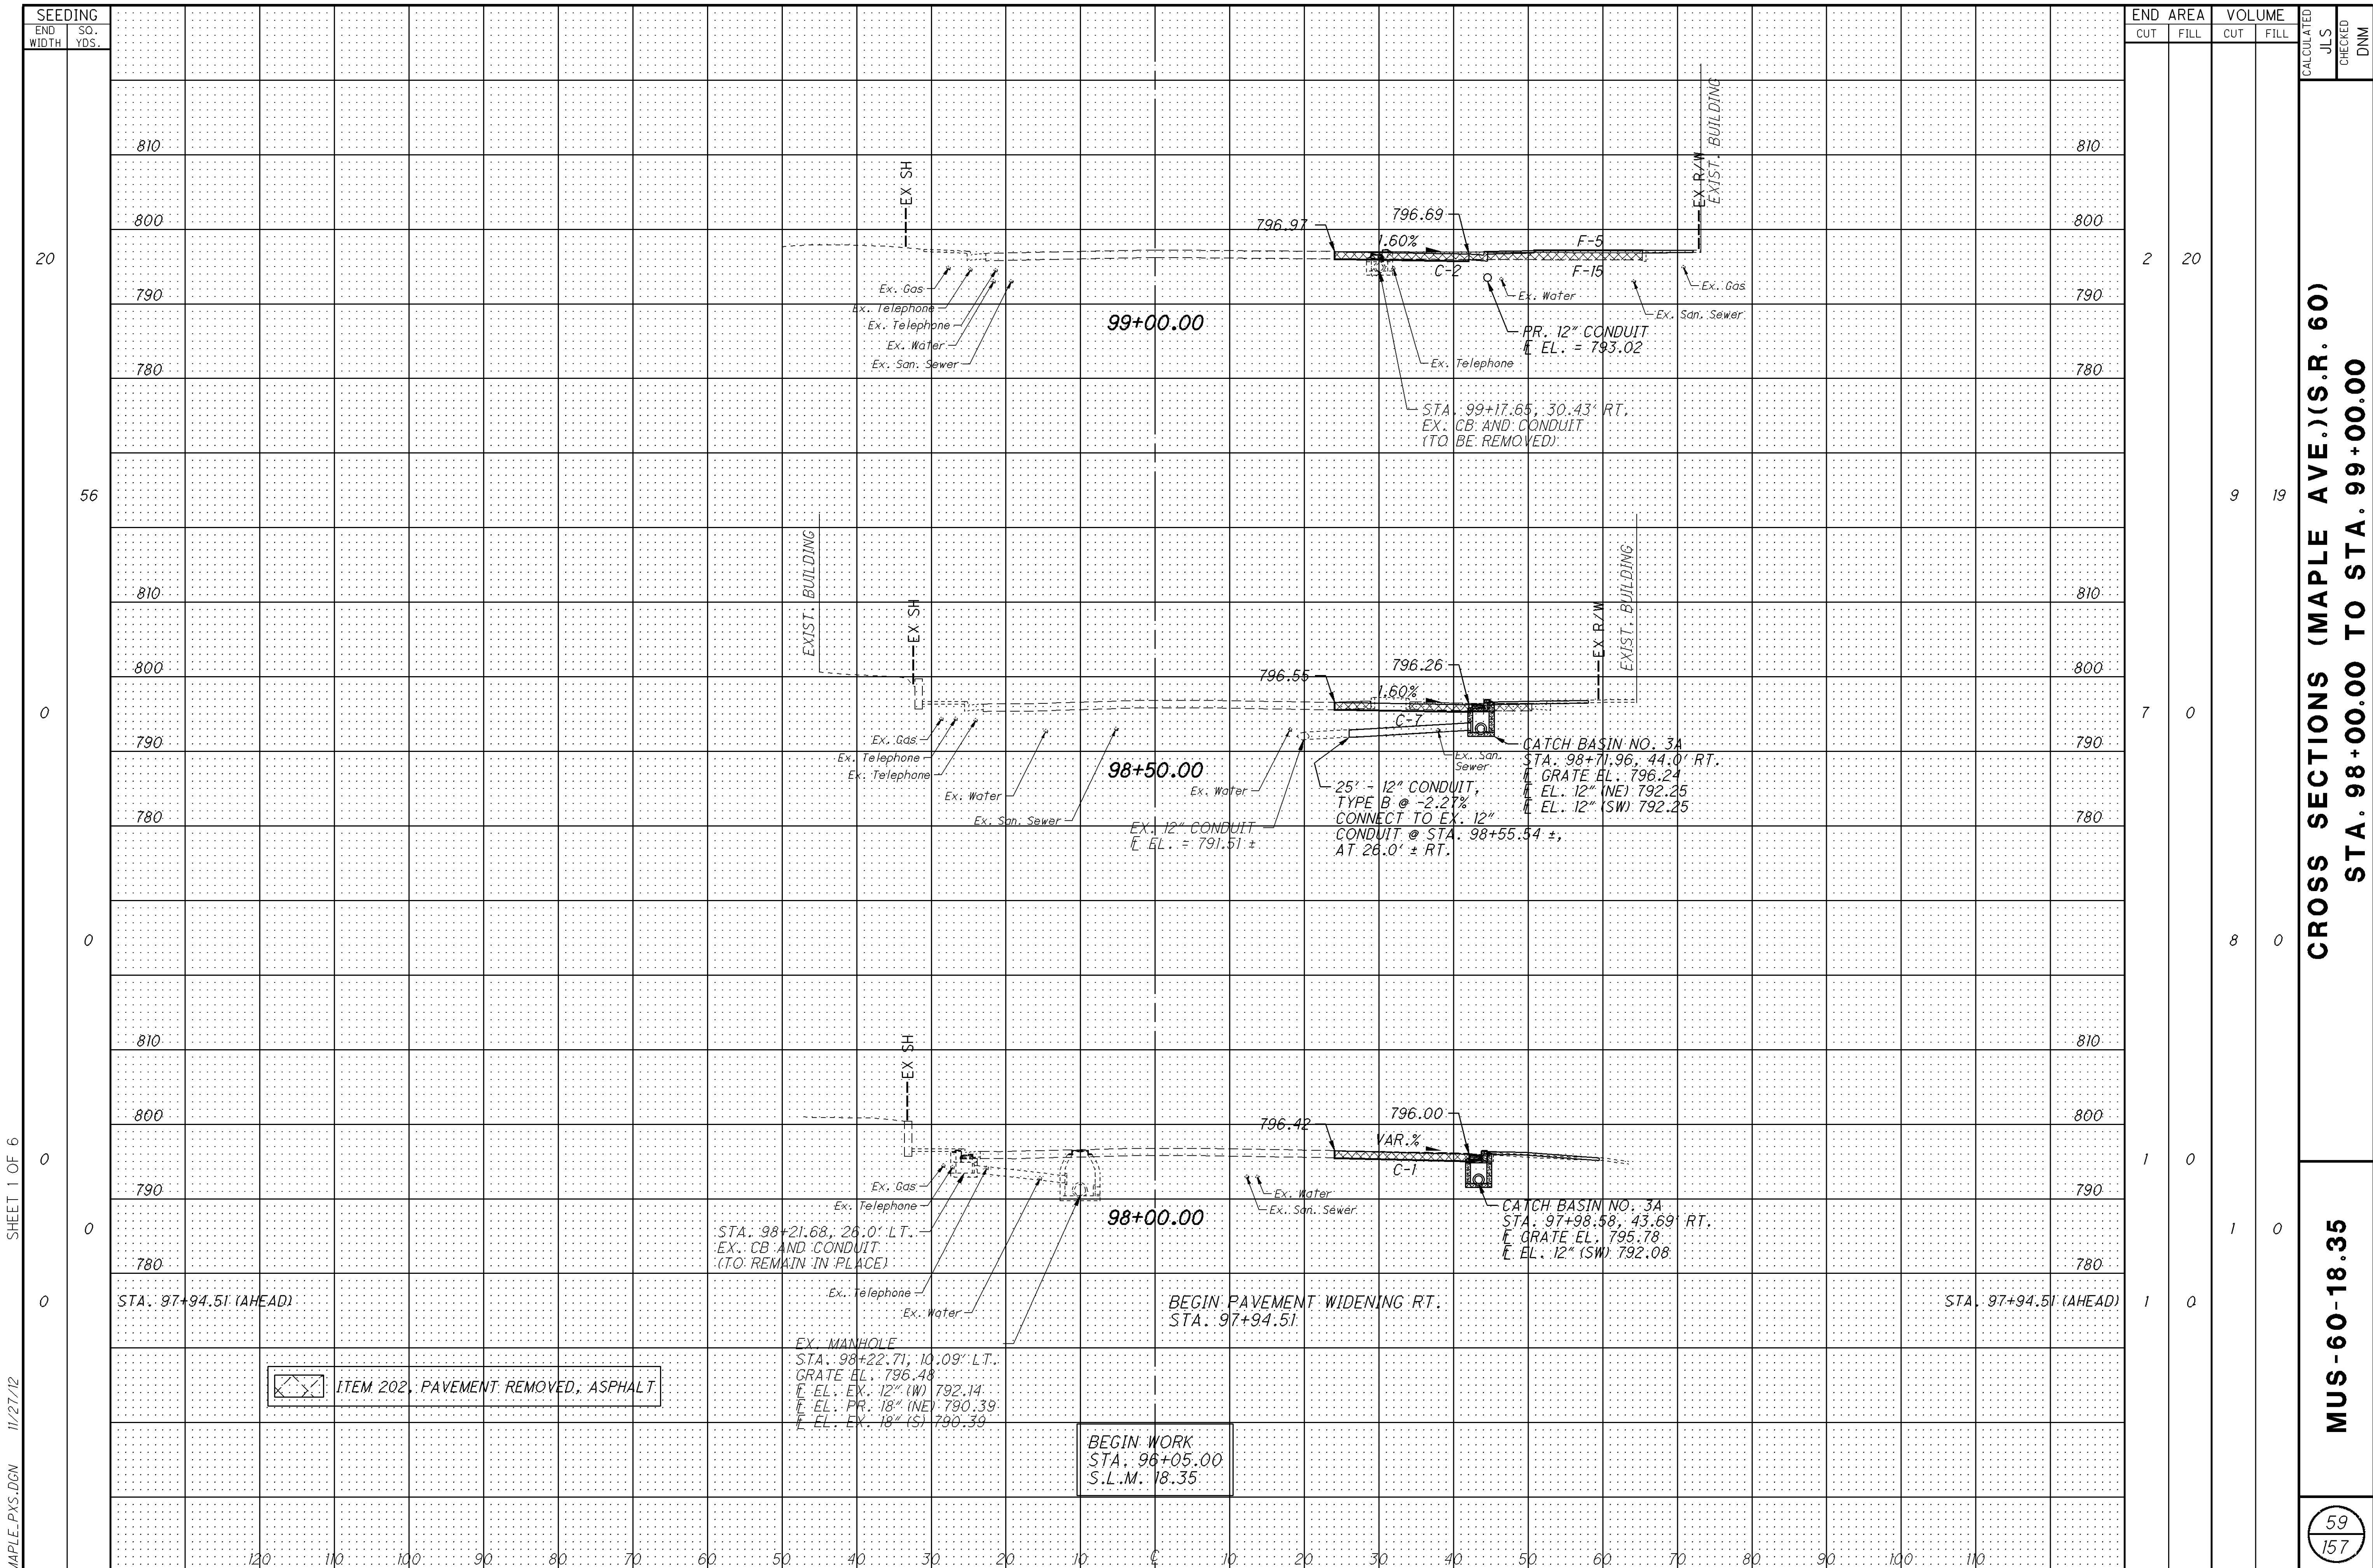 SEEDING
END WIDTH
SQ. YDS.
END AREA
VOLUME
CUT
FILL
CUT
FILL
CALCULATED
JLS
CHECKED
DNM
CROSS SECTIONS (MAPLE AVE.)(S.R. 60)
STA. 98+00.00 TO STA. 99+00.00
MUS-60-18.35
59
157
SHEET 1 OF 6
11/27/12
810
810
EX SH
EX R/W
EXIST. BUILDING
800
800
796.97
796.69
1.60%
F-5
C-2
F-15
20
2
20
790
790
Ex. Gas
Ex. Telephone
Ex. Telephone
Ex. Water
Ex. San. Sewer
99+00.00
Ex. Water
Ex. Gas
Ex. San. Sewer
PR. 12" CONDUIT
℄ EL. = 793.02
Ex. Telephone
780
780
STA. 99+17.65, 30.43' RT.
EX. CB AND CONDUIT
(TO BE REMOVED)
56
9
19
810
810
EXIST. BUILDING
EX SH
EX R/W
EXIST. BUILDING
800
800
796.55
796.26
1.60%
C-7
0
7
0
790
790
Ex. Gas
Ex. Telephone
Ex. Telephone
Ex. Water
Ex. San. Sewer
98+50.00
Ex. Water
EX. 12" CONDUIT
℄ EL. = 791.51 ±
Ex. San.
Sewer
25' - 12" CONDUIT,
TYPE B @ -2.27%
CONNECT TO EX. 12"
CONDUIT @ STA. 98+55.54 ±,
AT 26.0' ± RT.
CATCH BASIN NO. 3A
STA. 98+71.96, 44.0' RT.
℄ GRATE EL. 796.24
℄ EL. 12" (NE) 792.25
℄ EL. 12" (SW) 792.25
780
780
0
8
0
810
810
EX SH
800
800
796.42
796.00
VAR.%
C-1
0
1
0
790
790
Ex. Gas
Ex. Telephone
STA. 98+21.68, 26.0' LT.
EX. CB AND CONDUIT
(TO REMAIN IN PLACE)
Ex. Telephone
Ex. Water
98+00.00
Ex. Water
Ex. San. Sewer
CATCH BASIN NO. 3A
STA. 97+98.58, 43.69' RT.
℄ GRATE EL. 795.78
℄ EL. 12" (SW) 792.08
0
1
0
780
780
0
STA. 97+94.51 (AHEAD)
BEGIN PAVEMENT WIDENING RT.
STA. 97+94.51
STA. 97+94.51 (AHEAD)
1
0
EX. MANHOLE
STA. 98+22.71, 10.09' LT.
GRATE EL. 796.48
℄ EL. EX. 12" (W) 792.14
℄ EL. PR. 18" (NE) 790.39
℄ EL. EX. 18" (S) 790.39
ITEM 202, PAVEMENT REMOVED, ASPHALT
BEGIN WORK
STA. 96+05.00
S.L.M. 18.35
120 110 100 90 80 70 60 50 40 30 20 10 ℄ 10 20 30 40 50 60 70 80 90 100 110